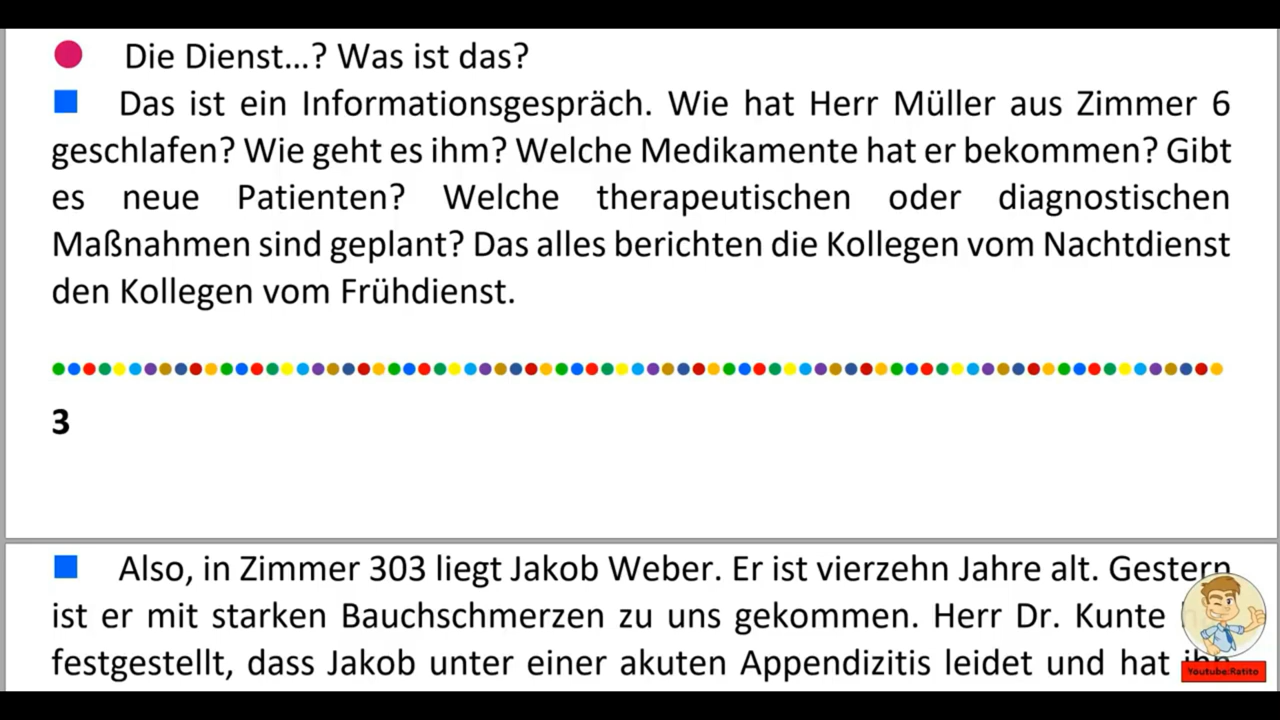 Die Dienst...? Was ist das?
Das ist ein Informationsgespräch. Wie hat Herr Müller aus Zimmer 6
geschlafen? Wie geht es ihm? Welche Medikamente hat er bekommen? Gibt
es neue Patienten? Welche therapeutischen oder diagnostischen
Maßnahmen sind geplant? Das alles berichten die Kollegen vom Nachtdienst
den Kollegen vom Frühdienst.
3
Also, in Zimmer 303 liegt Jakob Weber. Er ist vierzehn Jahre alt. Gestern
ist er mit starken Bauchschmerzen zu uns gekommen. Herr Dr. Kunte
festgestellt, dass Jakob unter einer akuten Appendizitis leidet und hat
Youtube:Ratito